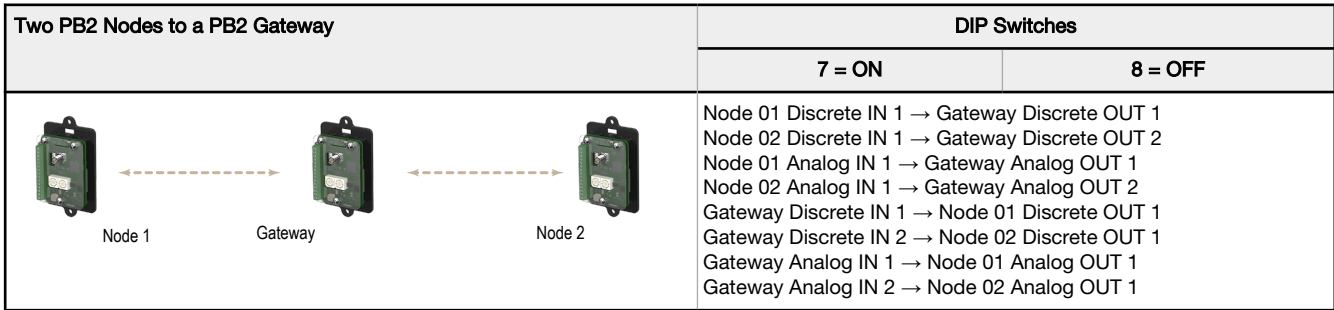 Two PB2 Nodes to a PB2 Gateway
DIP Switches
7 = ON
8 = OFF
Node 1
Gateway
Node 2
Node 01 Discrete IN 1 → Gateway Discrete OUT 1
Node 02 Discrete IN 1 → Gateway Discrete OUT 2
Node 01 Analog IN 1 → Gateway Analog OUT 1
Node 02 Analog IN 1 → Gateway Analog OUT 2
Gateway Discrete IN 1 → Node 01 Discrete OUT 1
Gateway Discrete IN 2 → Node 02 Discrete OUT 1
Gateway Analog IN 1 → Node 01 Analog OUT 1
Gateway Analog IN 2 → Node 02 Analog OUT 1